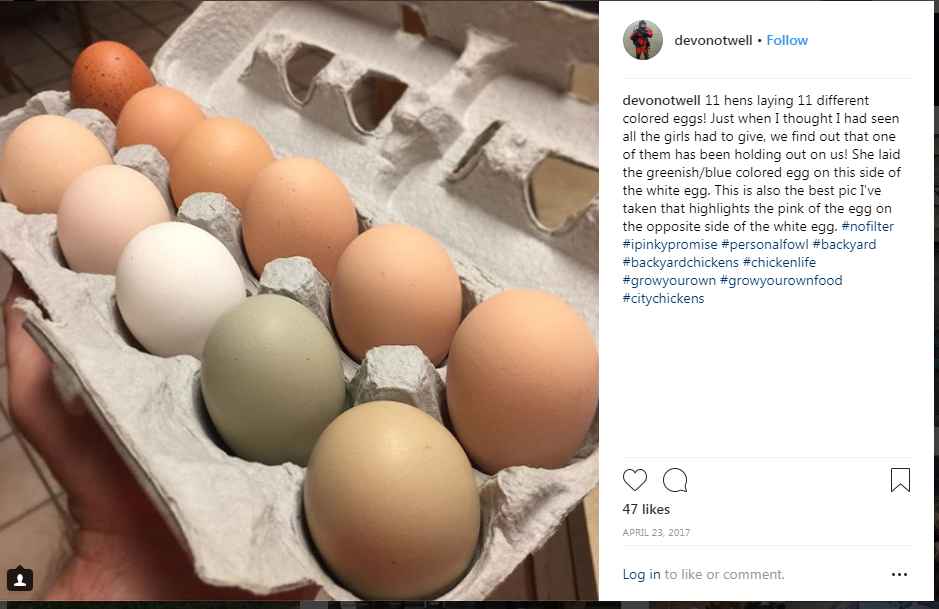 devonotwell • Follow
devonotwell 11 hens laying 11 different
colored eggs! Just when I thought I had seen
all the girls had to give, we find out that one
of them has been holding out on us! She laid
the greenish/blue colored egg on this side of
the white egg. This is also the best pic I've
taken that highlights the pink of the egg on
the opposite side of the white egg. #nofilter
#ipinkypromise #personalfowl #backyard
#backyardchickens #chickenlife
#growyourown #growyourownfood
#citychickens
47 likes
APRIL 23, 2017
Log in to like or comment.